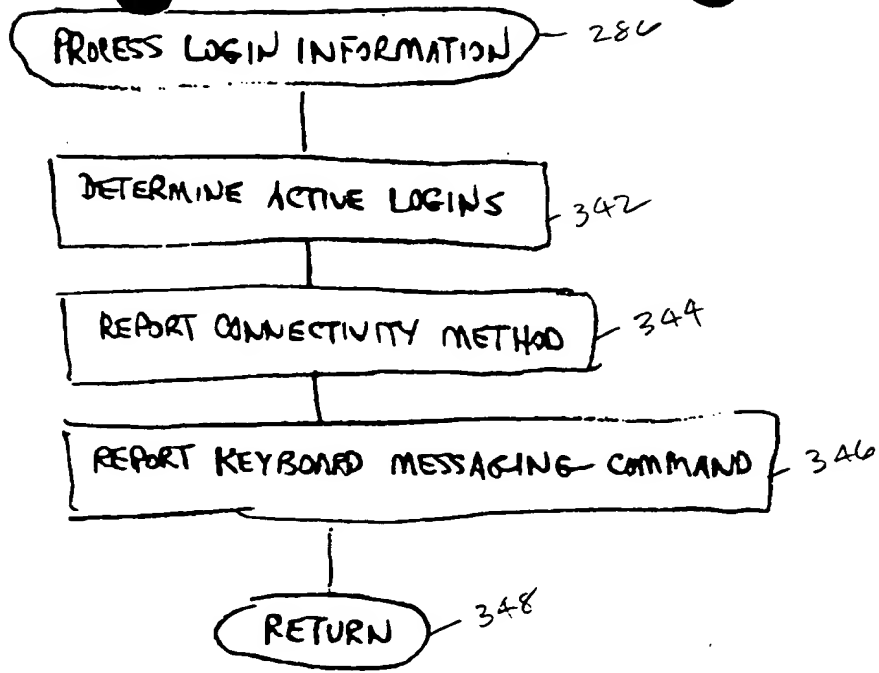 PROCESS LOGIN INFORMATION 286
DETERMINE ACTIVE LOGINS 342
REPORT CONNECTIVITY METHOD 344
REPORT KEYBOARD MESSAGING COMMAND 346
RETURN 348